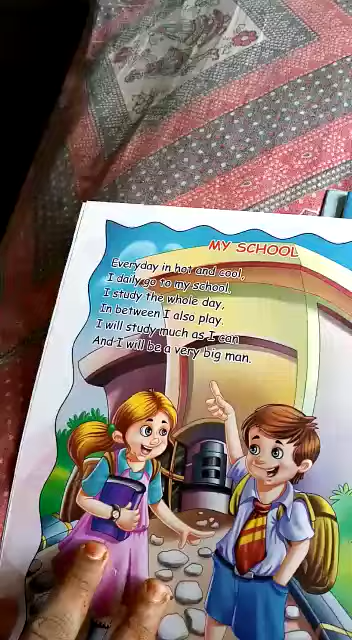 MY SCHOOL
Everyday in hot and cool,
I daily go to my school.
I study the whole day,
In between I also play.
I will study much as I can
And I will be a very big man.